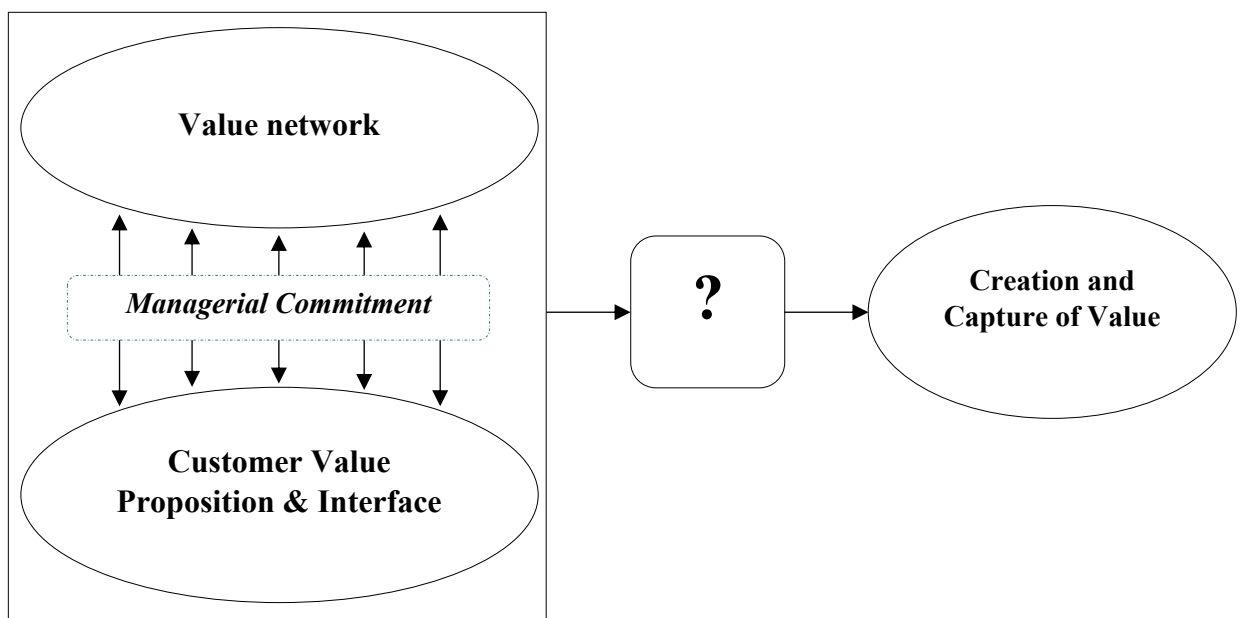 Value network
Managerial Commitment
Customer Value
Proposition & Interface
?
Creation and
Capture of Value